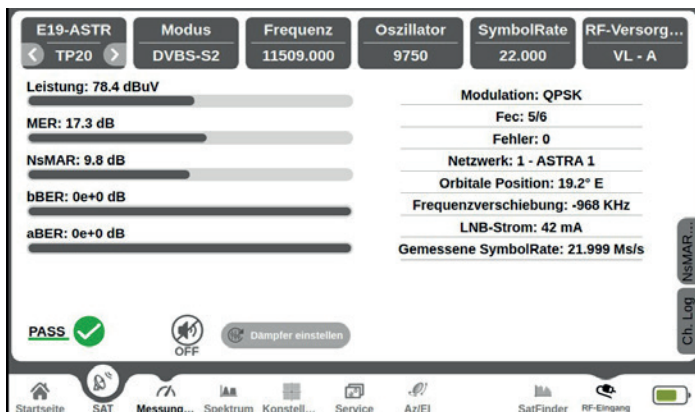 E19-ASTR
TP20
Modus
DVBS-S2
Frequenz
11509.000
Oszillator
9750
SymbolRate
22.000
RF-Versorg...
VL - A
Leistung: 78.4 dBuV
MER: 17.3 dB
NsMAR: 9.8 dB
bBER: 0e+0 dB
aBER: 0e+0 dB
Modulation: QPSK
Fec: 5/6
Fehler: 0
Netzwerk: 1 - ASTRA 1
Orbitale Position: 19.2° E
Frequenzverschiebung: -968 KHz
LNB-Strom: 42 mA
Gemessene SymbolRate: 21.999 Ms/s
NsMAR...
Ch. Log
PASS
OFF
Dämpfer einstellen
Startseite
SAT
Messung...
Spektrum
Konstell...
Service
Az/El
SatFinder
RF-Eingang